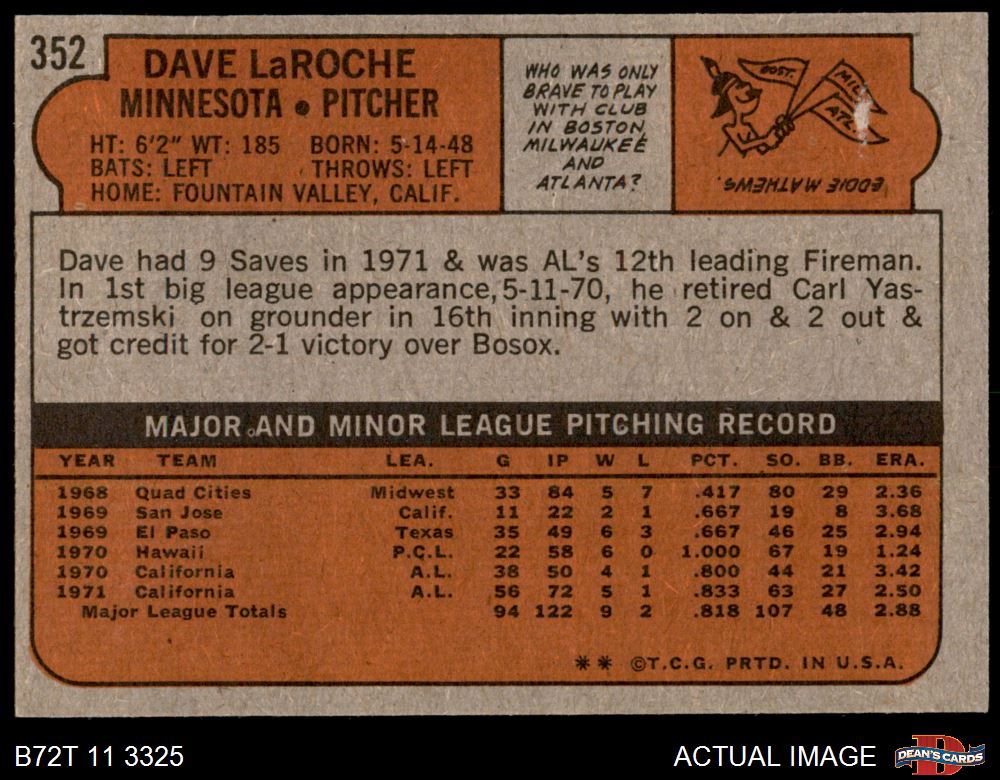 352
DAVE LaROCHE
MINNESOTA • PITCHER
HT: 6'2" WT: 185 BORN: 5-14-48
BATS: LEFT THROWS: LEFT
HOME: FOUNTAIN VALLEY, CALIF.
WHO WAS ONLY
BRAVE TO PLAY
WITH CLUB
IN BOSTON,
MILWAUKEE
AND
ATLANTA?
BOST.
MIL.
ATL.
EDDIE MATHEWS.
Dave had 9 Saves in 1971 & was AL's 12th leading Fireman.
In 1st big league appearance, 5-11-70, he retired Carl Yas-
trzemski on grounder in 16th inning with 2 on & 2 out &
got credit for 2-1 victory over Bosox.
MAJOR AND MINOR LEAGUE PITCHING RECORD
YEAR TEAM LEA. G IP W L PCT. SO. BB. ERA.
1968 Quad Cities Midwest 33 84 5 7 .417 80 29 2.36
1969 San Jose Calif. 11 22 2 1 .667 19 8 3.68
1969 El Paso Texas 35 49 6 3 .667 46 25 2.94
1970 Hawaii P.C.L. 22 58 6 0 1.000 67 19 1.24
1970 California A.L. 38 50 4 1 .800 44 21 3.42
1971 California A.L. 56 72 5 1 .833 63 27 2.50
Major League Totals 94 122 9 2 .818 107 48 2.88
** ©T.C.G. PRTD. IN U.S.A.
B72T 11 3325
ACTUAL IMAGE
D
DEAN'S CARDS